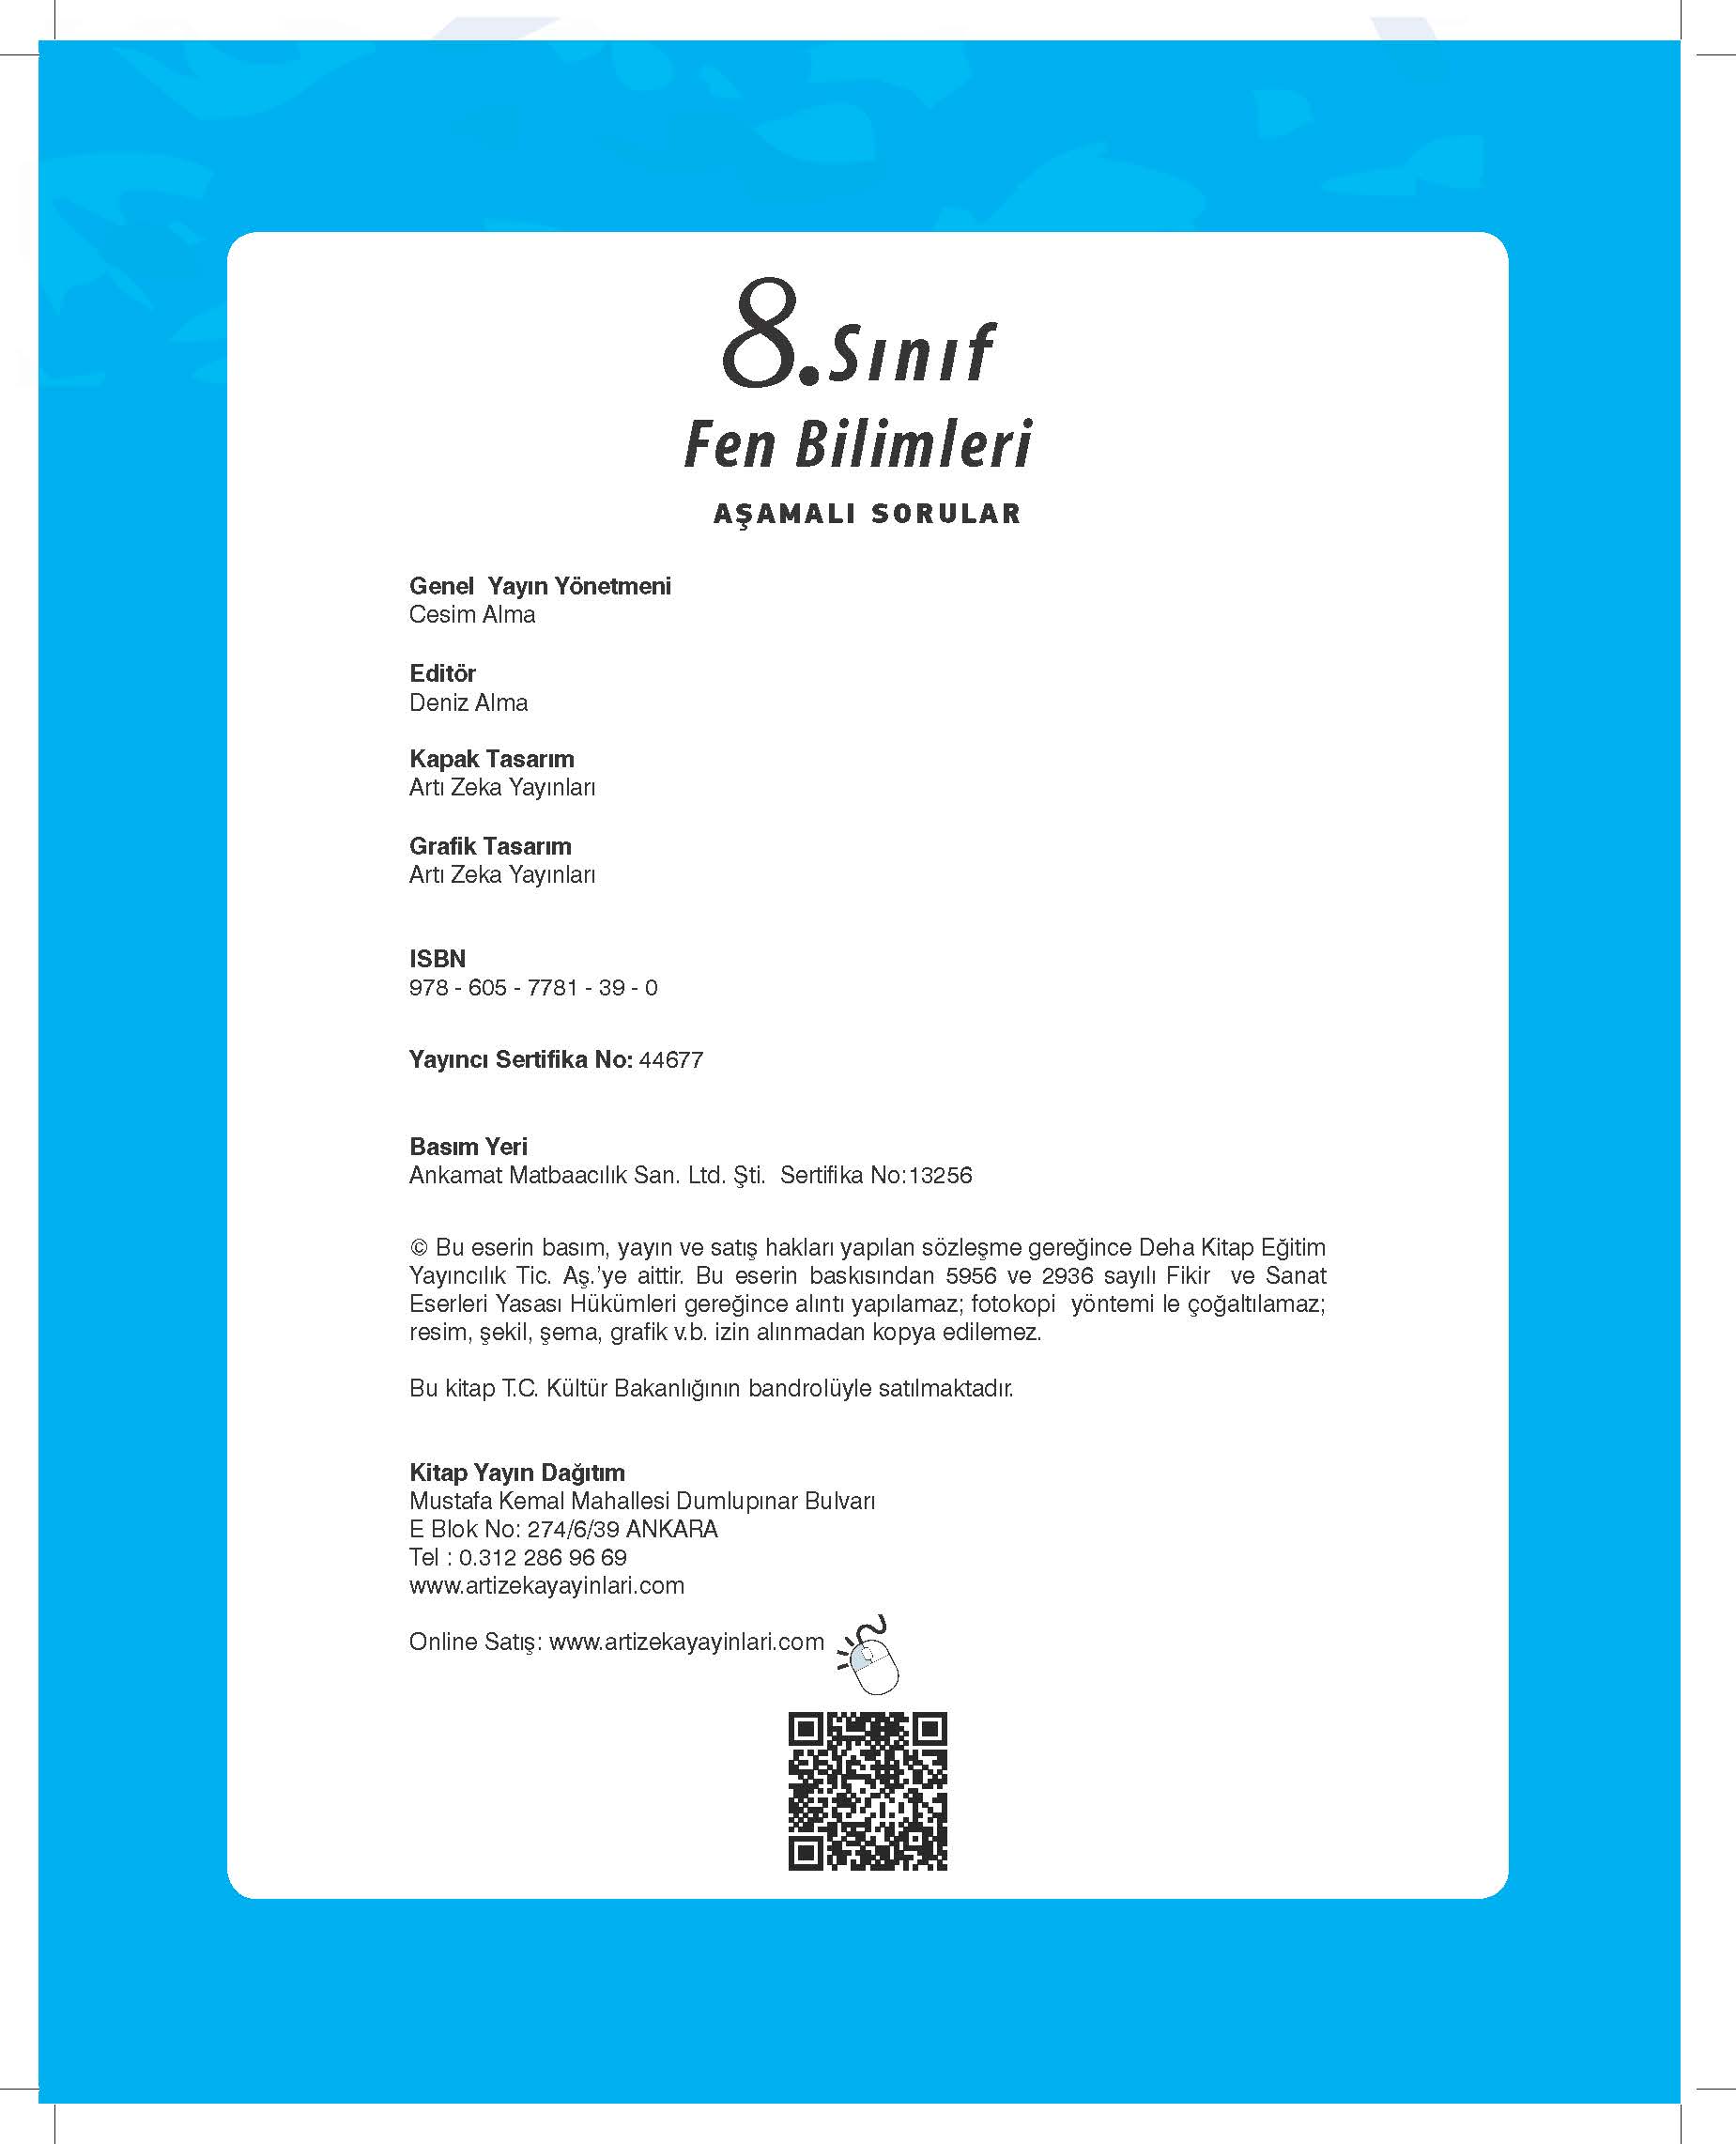 8.Sınıf
Fen Bilimleri
AŞAMALI SORULAR
Genel  Yayın Yönetmeni
Cesim Alma
Editör
Deniz Alma
Kapak Tasarım
Artı Zeka Yayınları
Grafik Tasarım
Artı Zeka Yayınları
ISBN
978 - 605 - 7781 - 39 - 0
Yayıncı Sertifika No: 44677
Basım Yeri
Ankamat Matbaacılık San. Ltd. Şti.  Sertifika No:13256
© Bu eserin basım, yayın ve satış hakları yapılan sözleşme gereğince Deha Kitap Eğitim
Yayıncılık Tic. Aş.’ye aittir. Bu eserin baskısından 5956 ve 2936 sayılı Fikir  ve Sanat
Eserleri Yasası Hükümleri gereğince alıntı yapılamaz; fotokopi  yöntemi le çoğaltılamaz;
resim, şekil, şema, grafik v.b. izin alınmadan kopya edilemez.
Bu kitap T.C. Kültür Bakanlığının bandrolüyle satılmaktadır.
Kitap Yayın Dağıtım
Mustafa Kemal Mahallesi Dumlupınar Bulvarı
E Blok No: 274/6/39 ANKARA
Tel : 0.312 286 96 69
www.artizekayayinlari.com
Online Satış: www.artizekayayinlari.com